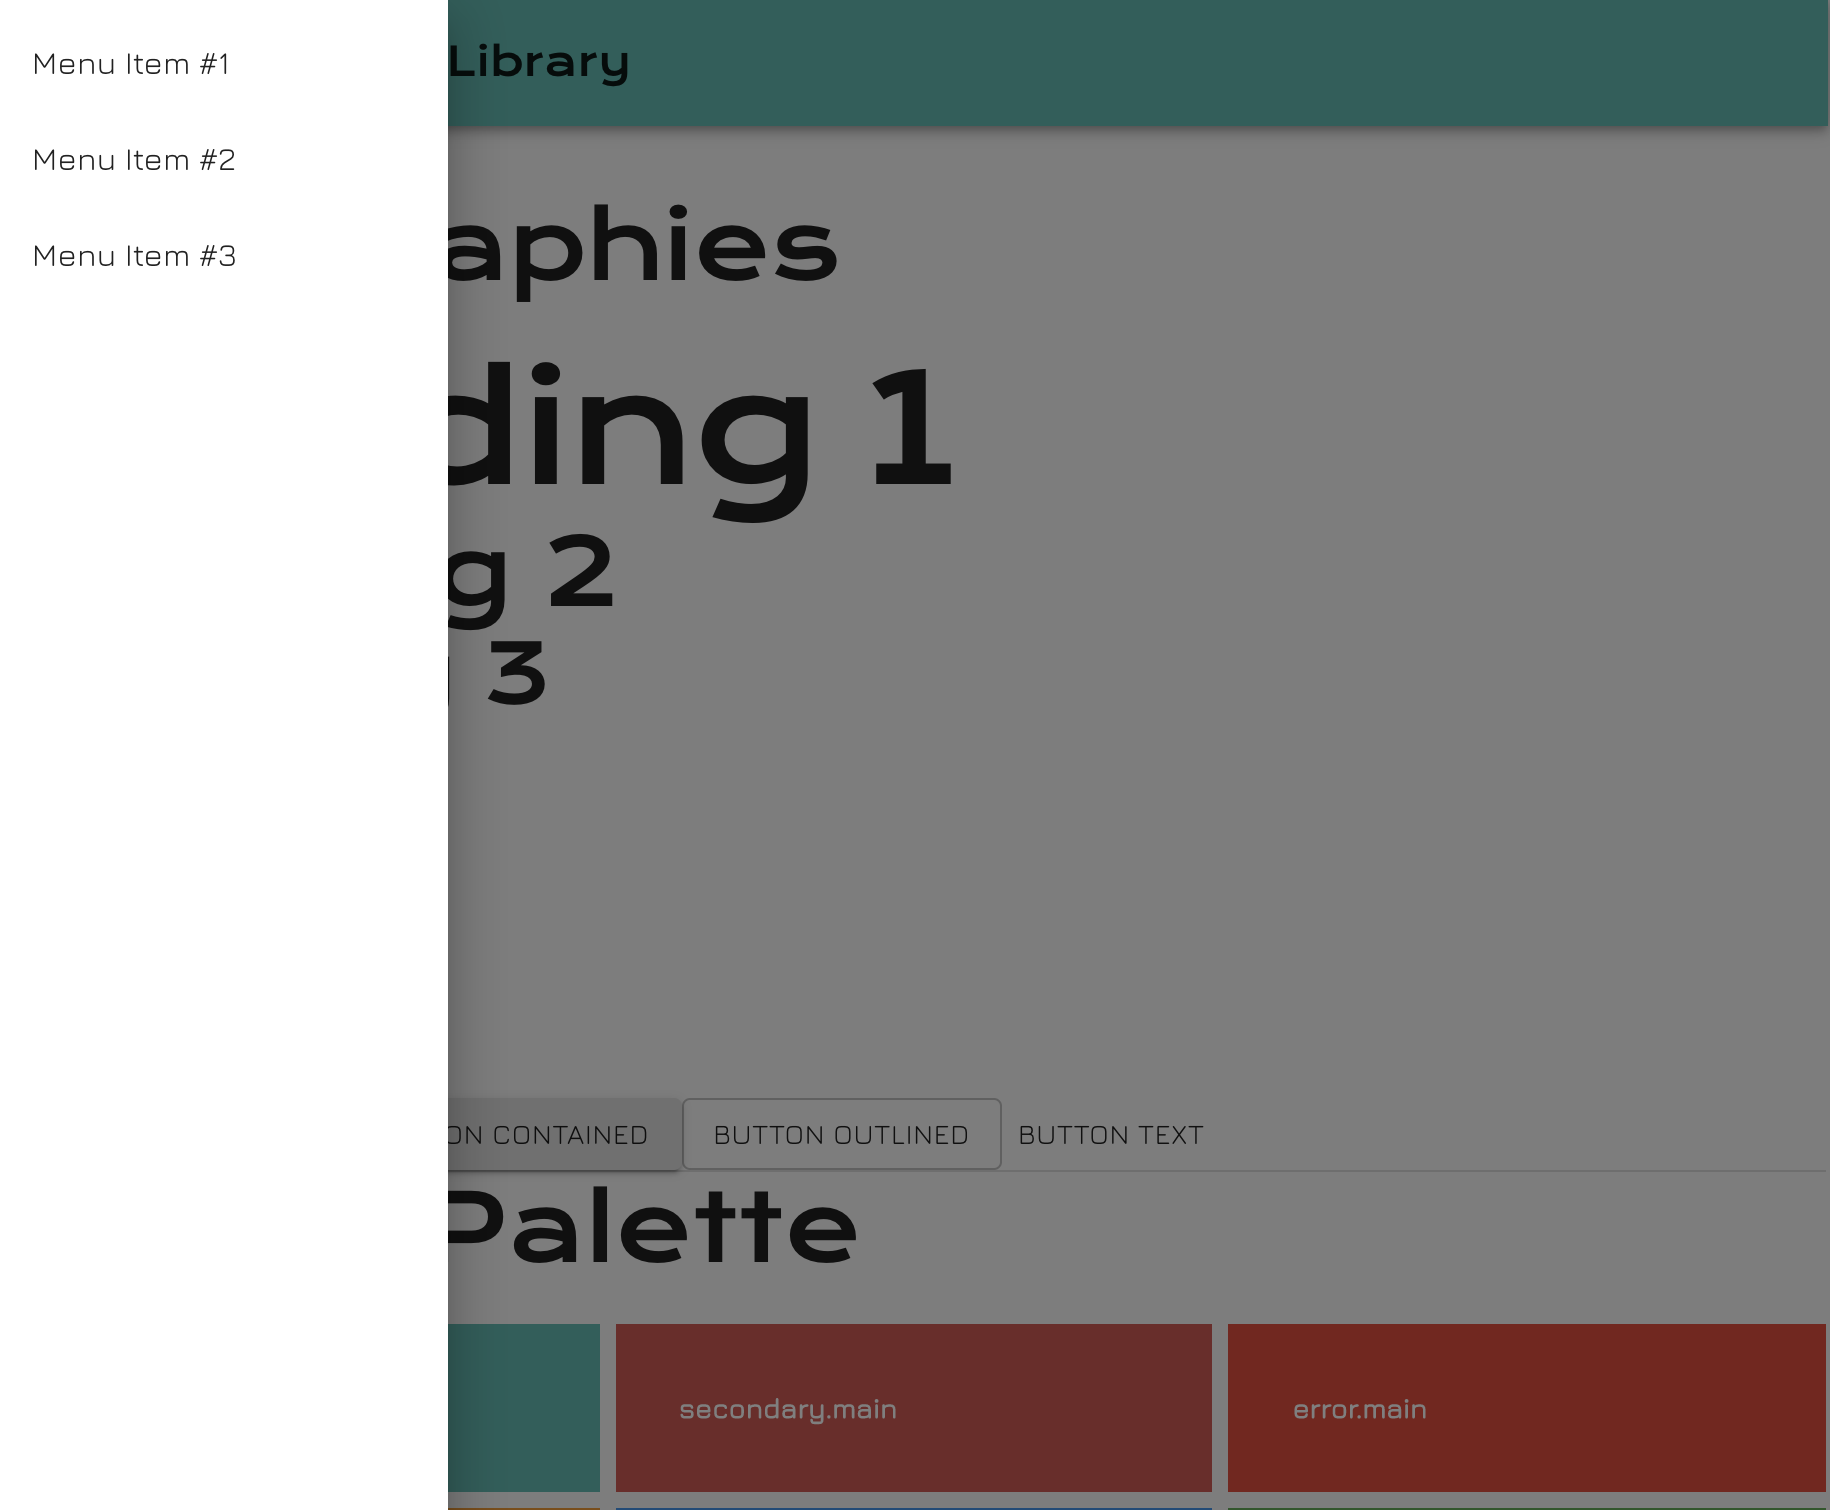 Menu Item #1
Menu Item #2
Menu Item #3
Library
aphies
ding 1
g 2
3
ON CONTAINED
BUTTON OUTLINED
BUTTON TEXT
Palette
secondary.main
error.main